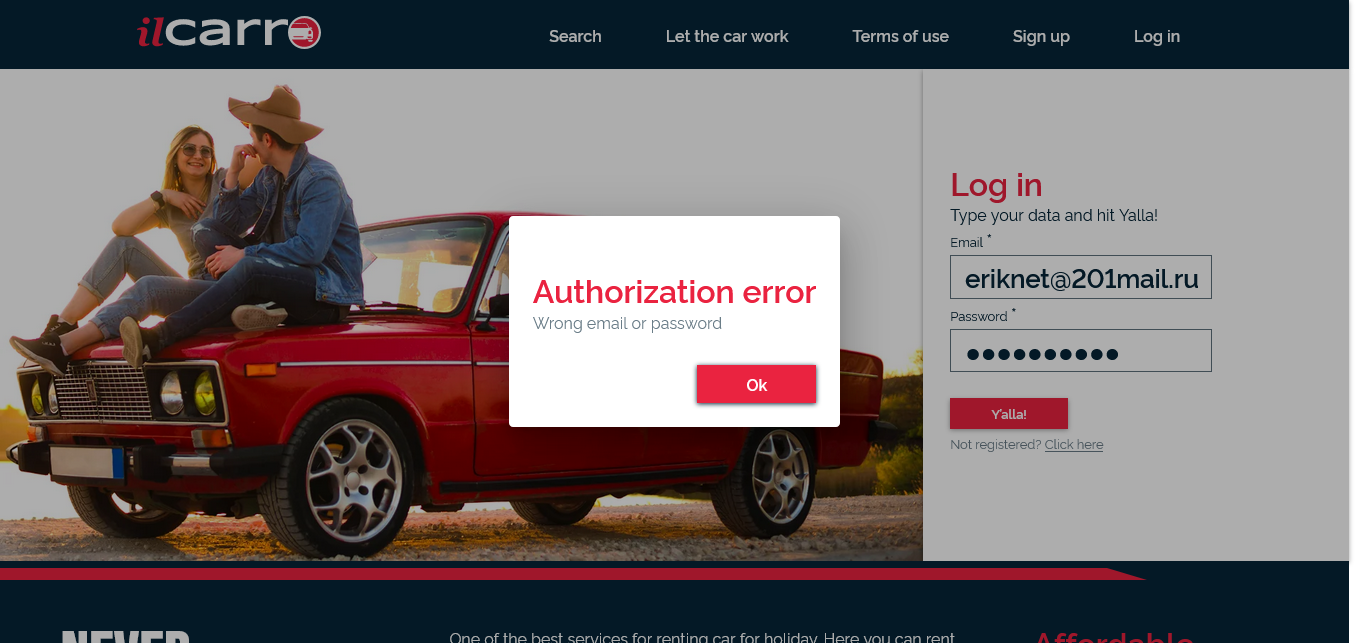 ilcarro
Search Let the car work Terms of use Sign up Log in
Log in
Type your data and hit Yalla!
Email *
eriknet@201mail.ru
Password *
Y'alla!
Not registered? Click here
Authorization error
Wrong email or password
Ok
NEVER
One of the best services for renting car for holiday. Here you can rent
Affordable